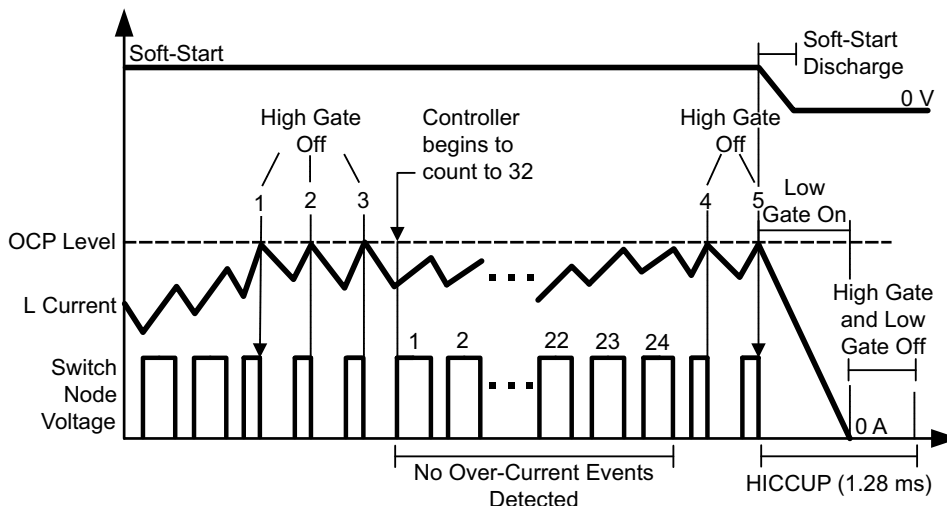 Soft-Start
Soft-Start
Discharge
0 V
High Gate
Off
Controller
begins to
count to 32
High Gate
Off
1
2
3
4
5
Low
Gate On
OCP Level
L Current
High Gate
and Low
Gate Off
1
2
22
23
24
Switch
Node
Voltage
0 A
No Over-Current Events
Detected
HICCUP (1.28 ms)